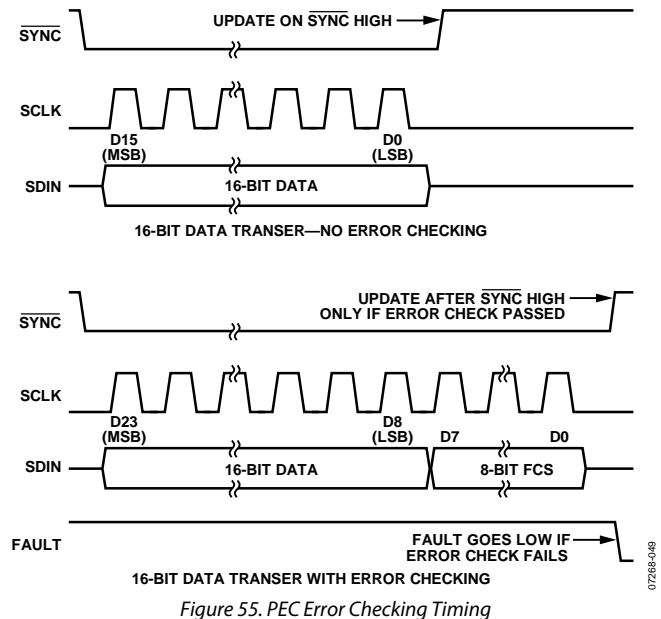 UPDATE ON SYNC HIGH
SYNC
SCLK
D15
(MSB)
D0
(LSB)
SDIN
16-BIT DATA
16-BIT DATA TRANSER—NO ERROR CHECKING
UPDATE AFTER SYNC HIGH
ONLY IF ERROR CHECK PASSED
SYNC
SCLK
D23
(MSB)
D8
(LSB)
D7
D0
SDIN
16-BIT DATA
8-BIT FCS
FAULT
FAULT GOES LOW IF
ERROR CHECK FAILS
16-BIT DATA TRANSER WITH ERROR CHECKING
07268-049
Figure 55. PEC Error Checking Timing